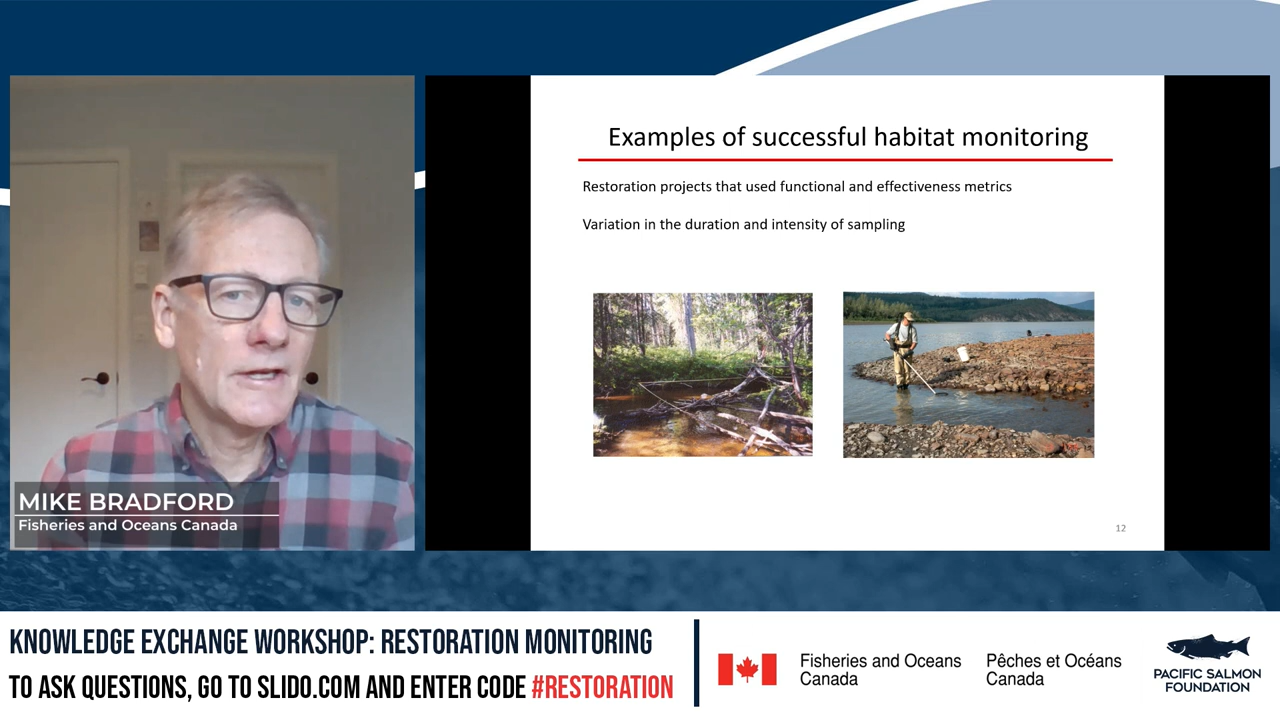 Examples of successful habitat monitoring
Restoration projects that used functional and effectiveness metrics
Variation in the duration and intensity of sampling
12
MIKE BRADFORD
Fisheries and Oceans Canada
KNOWLEDGE EXCHANGE WORKSHOP: RESTORATION MONITORING
TO ASK QUESTIONS, GO TO SLIDO.COM AND ENTER CODE #RESTORATION
Fisheries and Oceans
Canada
Pêches et Océans
Canada
PACIFIC SALMON
FOUNDATION